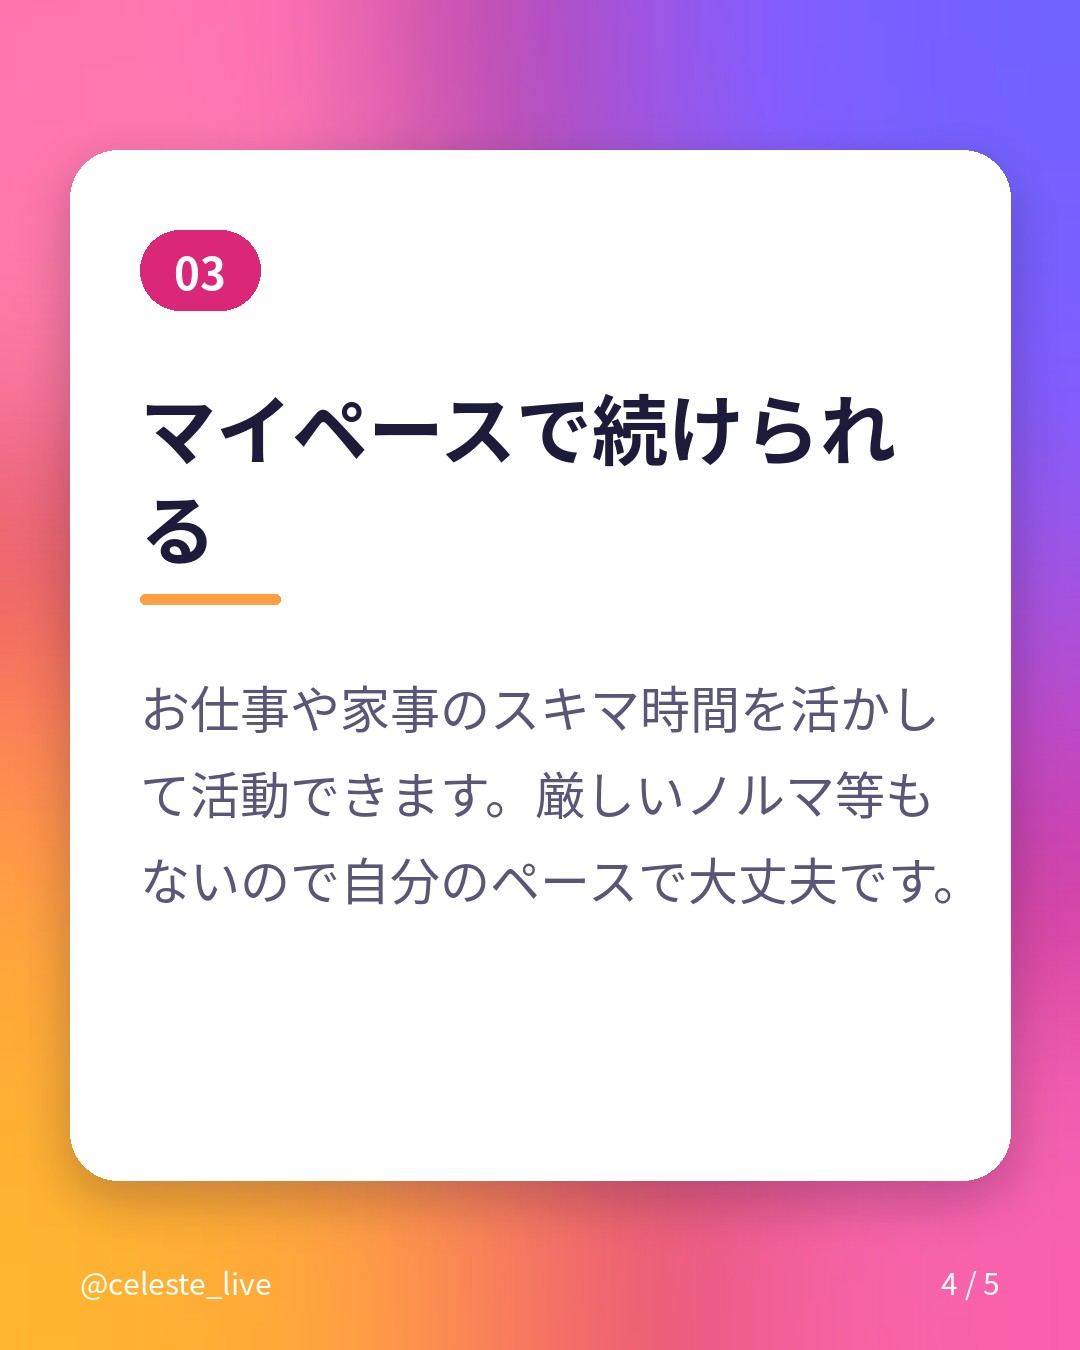 03
マイペースで続けられ
る
お仕事や家事のスキマ時間を活かし
て活動できます。厳しいノルマ等も
ないので自分のペースで大丈夫です。
@celeste_live
4 / 5